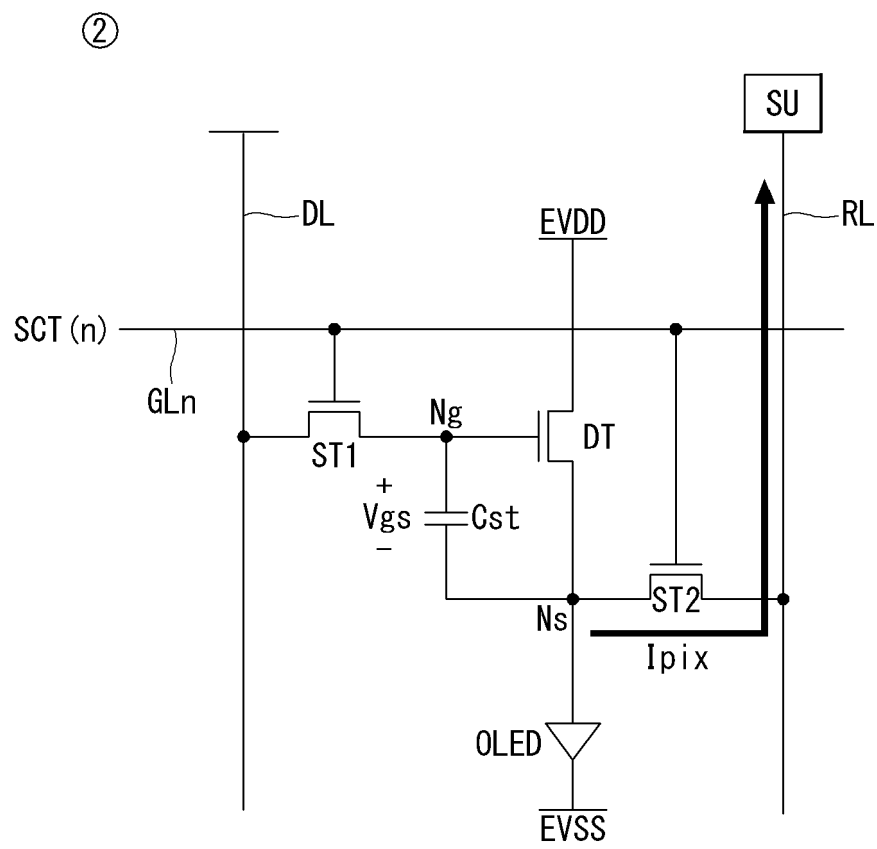 ②
SU
DL
RL
EVDD
SCT(n)
GLn
Ng
DT
ST1
+
Vgs
Cst
-
ST2
Ns
Ipix
OLED
EVSS